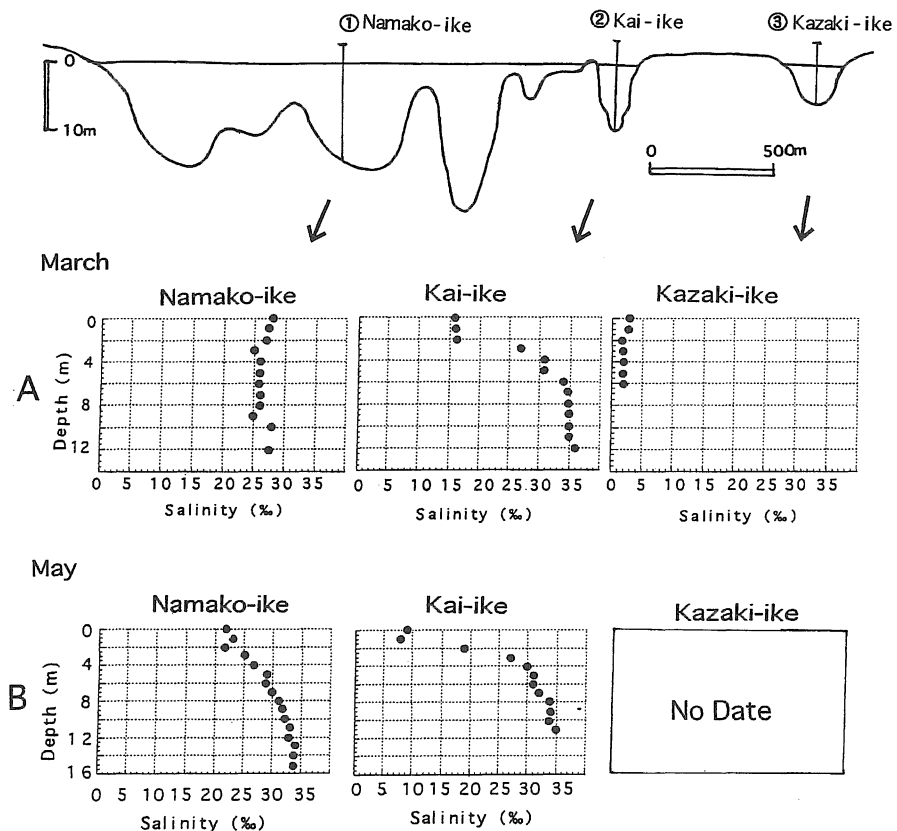 ① Namako-ike ② Kai-ike ③ Kazaki-ike
0
10m
0 500m
March
Namako-ike Kai-ike Kazaki-ike
A
Depth (m)
0
4
8
12
0 5 10 15 20 25 30 35 0 5 10 15 20 25.30 35 0 5 10 15 20 25 30 35
Salinity (‰) Salinity (‰) Salinity (‰)
May
Namako-ike Kai-ike Kazaki-ike
B
Depth (m)
0
4
8
12
16
No Date
0 5 10 15 20 25 30 35 0 5 10 15 20 25 30 35
Salinity (‰) Salinity (‰)